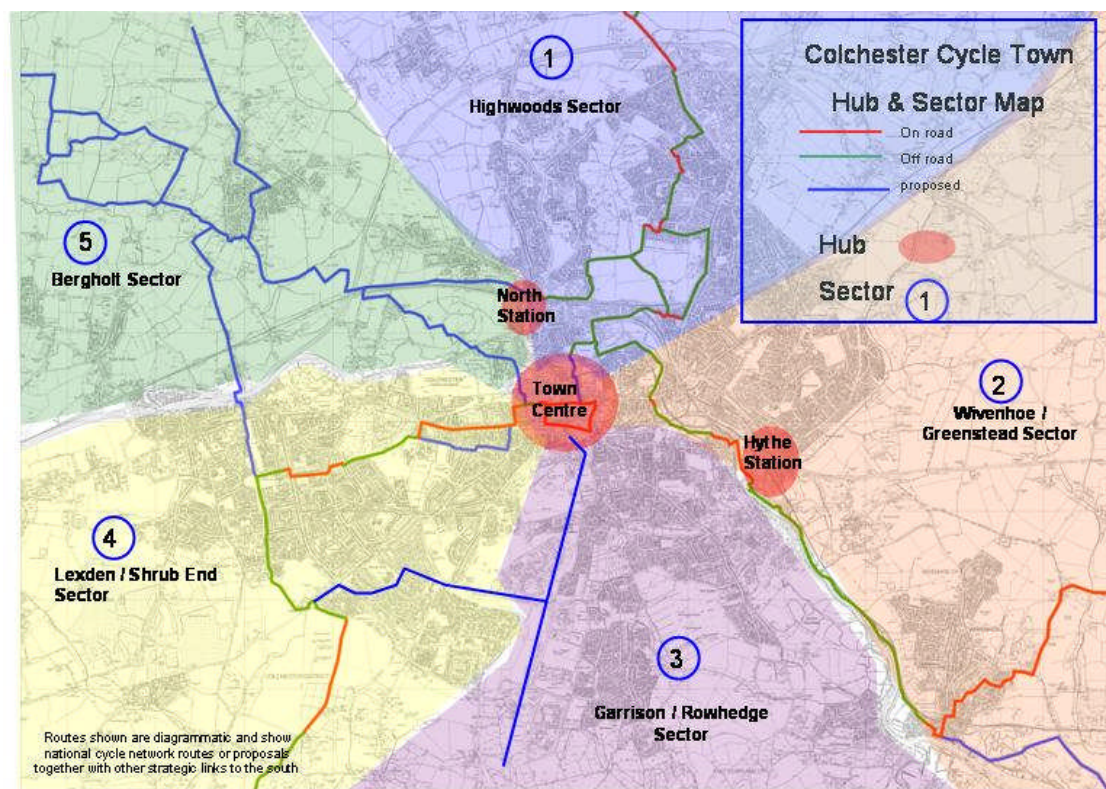 Colchester Cycle Town
Hub & Sector Map
On road
Off road
proposed
Hub
Sector
1
1
Highwoods Sector
5
Bergholt Sector
North
Station
Town
Centre
2
Wivenhoe /
Greenstead Sector
Hythe
Station
4
Lexden / Shrub End
Sector
3
Garrison / Rowhedge
Sector
Routes shown are diagrammatic and show
national cycle network routes or proposals
together with other strategic links to the south